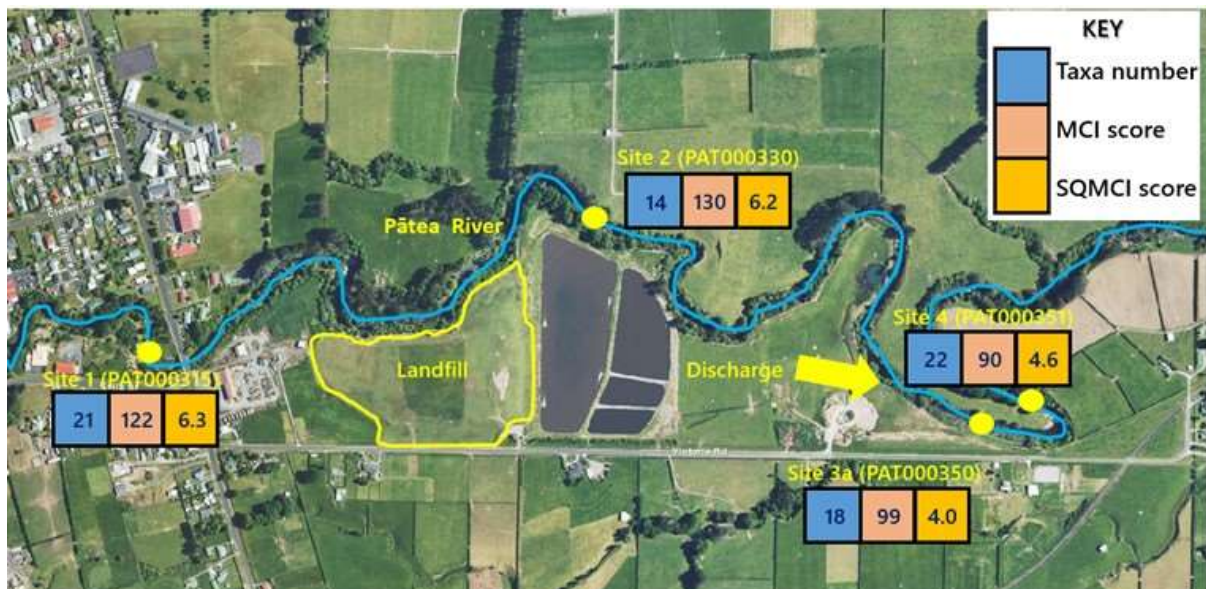 KEY
Taxa number
MCI score
SQMCI score
Site 2 (PAT000330)
14 130 6.2
Pātea River
Site 4 (PAT000351)
22 90 4.6
Landfill
Discharge
Site 1 (PAT000315)
21 122 6.3
Victoria Rd
Site 3a (PAT000350)
18 99 4.0